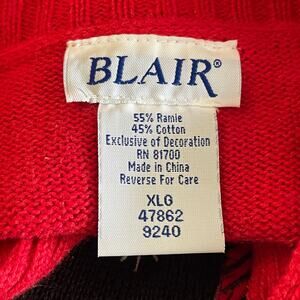 BLAIR®
55% Ramie
45% Cotton
Exclusive of Decoration
RN 81700
Made in China
Reverse For Care
XLG
47862
9240